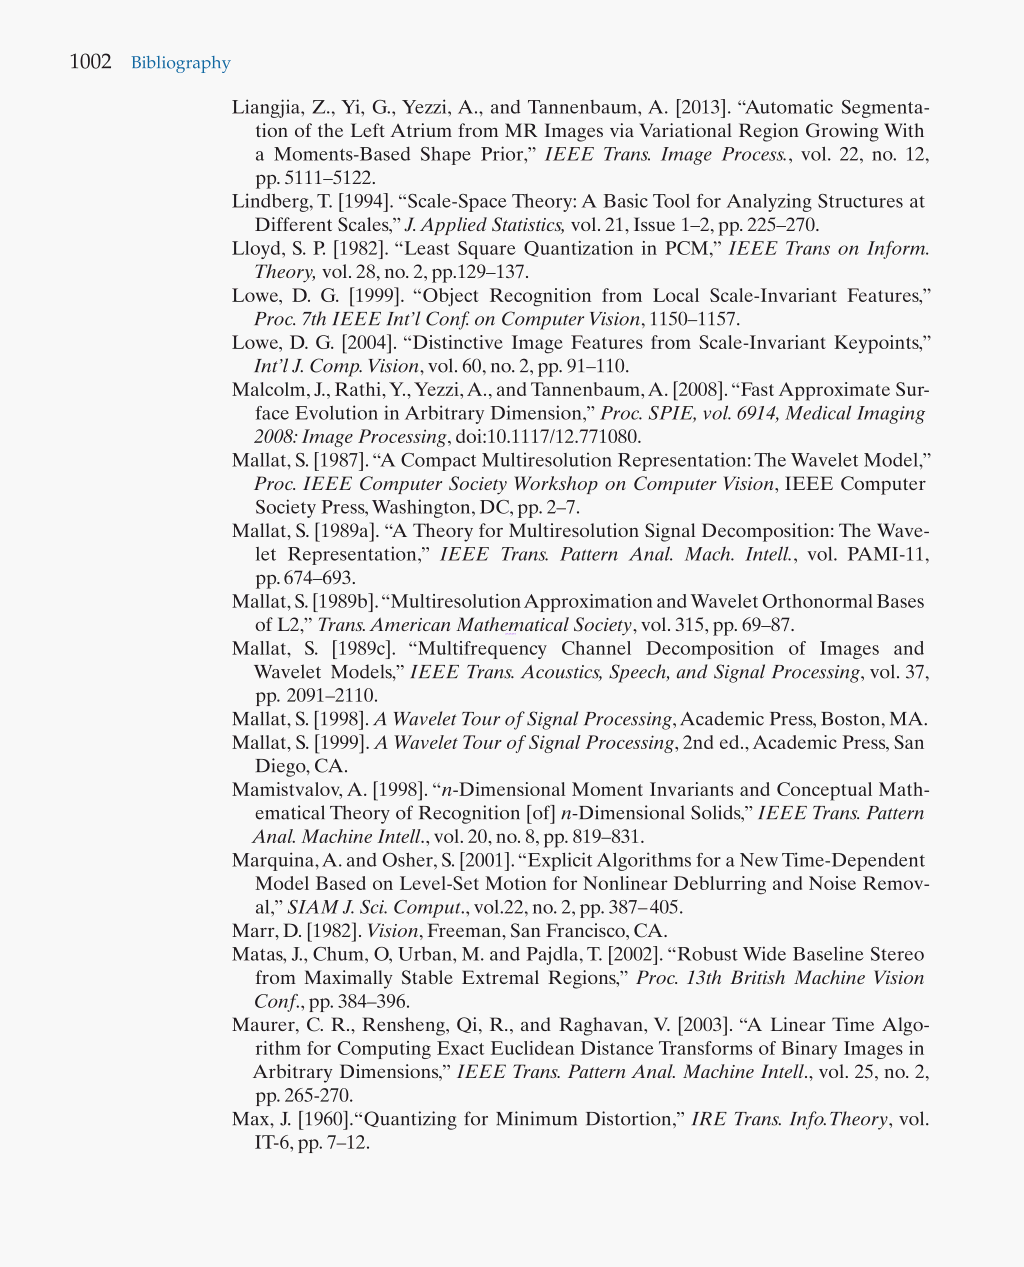 1002 Bibliography
Liangjia, Z., Yi, G., Yezzi, A., and Tannenbaum, A. [2013]. “Automatic Segmenta-
tion of the Left Atrium from MR Images via Variational Region Growing With
a Moments-Based Shape Prior,” IEEE Trans. Image Process., vol. 22, no. 12,
pp. 5111–5122.
Lindberg, T. [1994]. “Scale-Space Theory: A Basic Tool for Analyzing Structures at
Different Scales,” J. Applied Statistics, vol. 21, Issue 1–2, pp. 225–270.
Lloyd, S. P. [1982]. “Least Square Quantization in PCM,” IEEE Trans on Inform.
Theory, vol. 28, no. 2, pp.129–137.
Lowe, D. G. [1999]. “Object Recognition from Local Scale-Invariant Features,”
Proc. 7th IEEE Int’l Conf. on Computer Vision, 1150–1157.
Lowe, D. G. [2004]. “Distinctive Image Features from Scale-Invariant Keypoints,”
Int’l J. Comp. Vision, vol. 60, no. 2, pp. 91–110.
Malcolm, J., Rathi, Y., Yezzi, A., and Tannenbaum, A. [2008]. “Fast Approximate Sur-
face Evolution in Arbitrary Dimension,” Proc. SPIE, vol. 6914, Medical Imaging
2008: Image Processing, doi:10.1117/12.771080.
Mallat, S. [1987]. “A Compact Multiresolution Representation: The Wavelet Model,”
Proc. IEEE Computer Society Workshop on Computer Vision, IEEE Computer
Society Press, Washington, DC, pp. 2–7.
Mallat, S. [1989a]. “A Theory for Multiresolution Signal Decomposition: The Wave-
let Representation,” IEEE Trans. Pattern Anal. Mach. Intell., vol. PAMI-11,
pp. 674–693.
Mallat, S. [1989b]. “Multiresolution Approximation and Wavelet Orthonormal Bases
of L2,” Trans. American Mathematical Society, vol. 315, pp. 69–87.
Mallat, S. [1989c]. “Multifrequency Channel Decomposition of Images and
Wavelet Models,” IEEE Trans. Acoustics, Speech, and Signal Processing, vol. 37,
pp. 2091–2110.
Mallat, S. [1998]. A Wavelet Tour of Signal Processing, Academic Press, Boston, MA.
Mallat, S. [1999]. A Wavelet Tour of Signal Processing, 2nd ed., Academic Press, San
Diego, CA.
Mamistvalov, A. [1998]. “n-Dimensional Moment Invariants and Conceptual Math-
ematical Theory of Recognition [of] n-Dimensional Solids,” IEEE Trans. Pattern
Anal. Machine Intell., vol. 20, no. 8, pp. 819–831.
Marquina, A. and Osher, S. [2001]. “Explicit Algorithms for a New Time-Dependent
Model Based on Level-Set Motion for Nonlinear Deblurring and Noise Remov-
al,” SIAM J. Sci. Comput., vol.22, no. 2, pp. 387–405.
Marr, D. [1982]. Vision, Freeman, San Francisco, CA.
Matas, J., Chum, O, Urban, M. and Pajdla, T. [2002]. “Robust Wide Baseline Stereo
from Maximally Stable Extremal Regions,” Proc. 13th British Machine Vision
Conf., pp. 384–396.
Maurer, C. R., Rensheng, Qi, R., and Raghavan, V. [2003]. “A Linear Time Algo-
rithm for Computing Exact Euclidean Distance Transforms of Binary Images in
Arbitrary Dimensions,” IEEE Trans. Pattern Anal. Machine Intell., vol. 25, no. 2,
pp. 265-270.
Max, J. [1960].“Quantizing for Minimum Distortion,” IRE Trans. Info.Theory, vol.
IT-6, pp. 7–12.